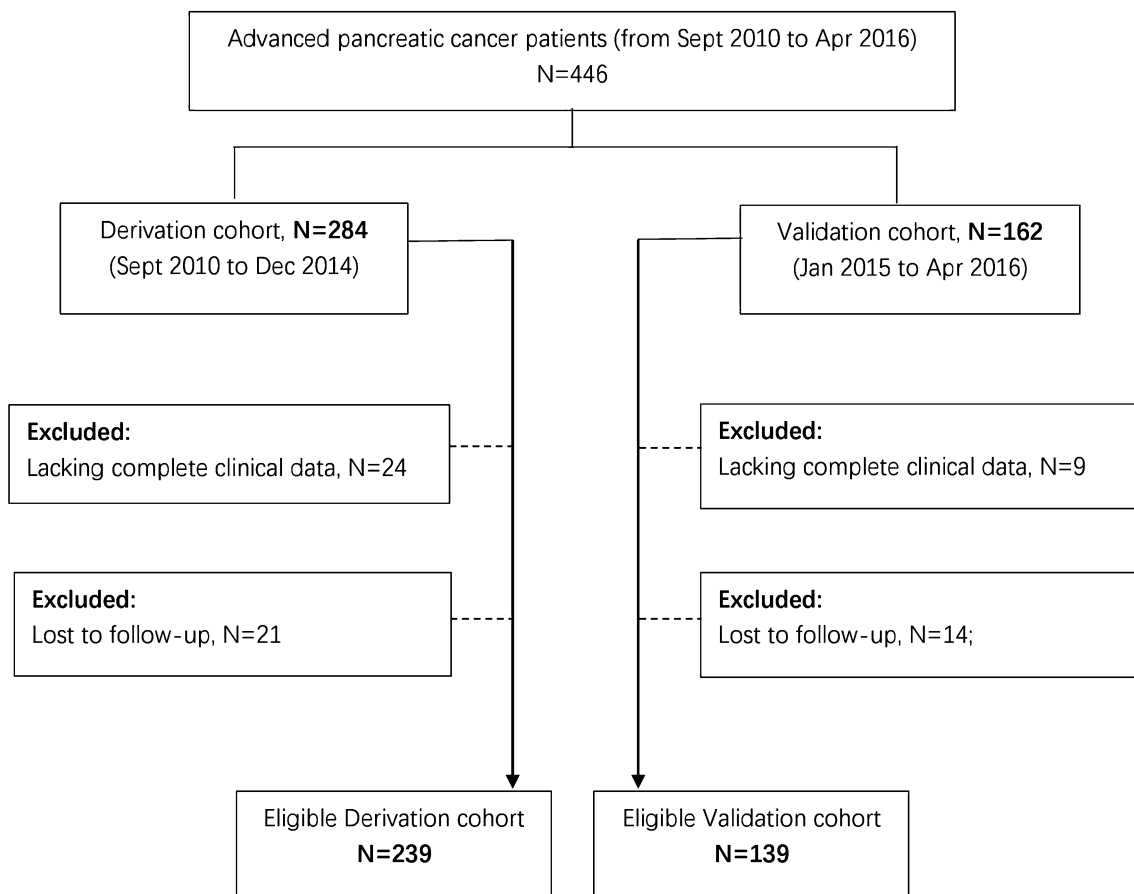 Advanced pancreatic cancer patients (from Sept 2010 to Apr 2016)
N=446
Derivation cohort, N=284
(Sept 2010 to Dec 2014)
Validation cohort, N=162
(Jan 2015 to Apr 2016)
Excluded:
Lacking complete clinical data, N=24
Excluded:
Lacking complete clinical data, N=9
Excluded:
Lost to follow-up, N=21
Excluded:
Lost to follow-up, N=14;
Eligible Derivation cohort
N=239
Eligible Validation cohort
N=139